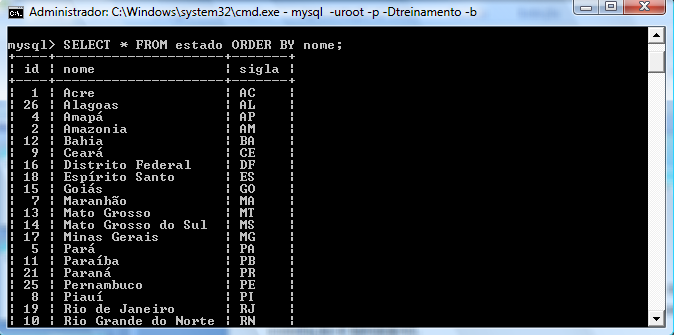 Administrador: C:\Windows\system32\cmd.exe - mysql -uroot -p -Dtreinamento -b
mysql> SELECT * FROM estado ORDER BY nome;
+----+---------------------+-------+
| id | nome                | sigla |
+----+---------------------+-------+
|  1 | Acre                | AC    |
| 26 | Alagoas             | AL    |
|  4 | Amapá               | AP    |
|  2 | Amazonia            | AM    |
| 12 | Bahia               | BA    |
|  9 | Ceará               | CE    |
| 16 | Distrito Federal    | DF    |
| 18 | Espírito Santo      | ES    |
| 15 | Goiás               | GO    |
|  7 | Maranhão            | MA    |
| 13 | Mato Grosso         | MT    |
| 14 | Mato Grosso do Sul  | MS    |
| 17 | Minas Gerais        | MG    |
|  5 | Pará                | PA    |
| 11 | Paraíba             | PB    |
| 21 | Paraná              | PR    |
| 25 | Pernambuco          | PE    |
|  8 | Piauí               | PI    |
| 19 | Rio de Janeiro      | RJ    |
| 10 | Rio Grande do Norte | RN    |